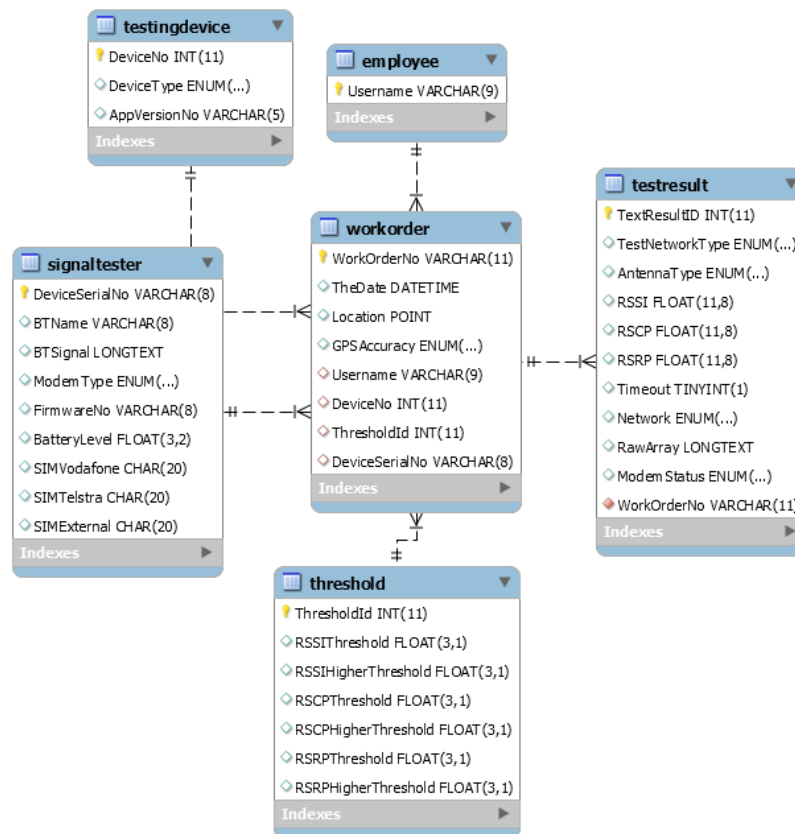 testingdevice
DeviceNo INT(11)
DeviceType ENUM(...)
AppVersionNo VARCHAR(5)
Indexes
employee
Username VARCHAR(9)
Indexes
signaltester
DeviceSerialNo VARCHAR(8)
BTName VARCHAR(8)
BTSignal LONGTEXT
ModemType ENUM(...)
FirmwareNo VARCHAR(8)
BatteryLevel FLOAT(3,2)
SIMVodafone CHAR(20)
SIMTelstra CHAR(20)
SIMExternal CHAR(20)
Indexes
workorder
WorkOrderNo VARCHAR(11)
TheDate DATETIME
Location POINT
GPSAccuracy ENUM(...)
Username VARCHAR(9)
DeviceNo INT(11)
ThresholdId INT(11)
DeviceSerialNo VARCHAR(8)
Indexes
testresult
TextResultID INT(11)
TestNetworkType ENUM(...)
AntennaType ENUM(...)
RSSI FLOAT(11,8)
RSCP FLOAT(11,8)
RSRP FLOAT(11,8)
Timeout TINYINT(1)
Network ENUM(...)
RawArray LONGTEXT
ModemStatus ENUM(...)
WorkOrderNo VARCHAR(11)
Indexes
threshold
ThresholdId INT(11)
RSSIThreshold FLOAT(3,1)
RSSIHigherThreshold FLOAT(3,1)
RSCPThreshold FLOAT(3,1)
RSCPHigherThreshold FLOAT(3,1)
RSRPThreshold FLOAT(3,1)
RSRPHigherThreshold FLOAT(3,1)
Indexes